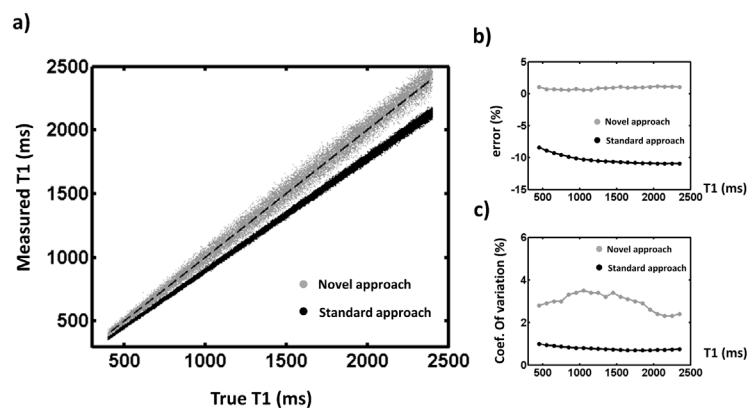 a)
2500
2000
1500
1000
500
Measured T1 (ms)
Novel approach
Standard approach
500 1000 1500 2000 2500
True T1 (ms)
b)
5
0
-5
-10
-15
error (%)
Novel approach
Standard approach
0 500 1000 1500 2000 2500
T1 (ms)
c)
6
4
2
0
Coef. Of variation (%)
Novel approach
Standard approach
0 500 1000 1500 2000 2500
T1 (ms)